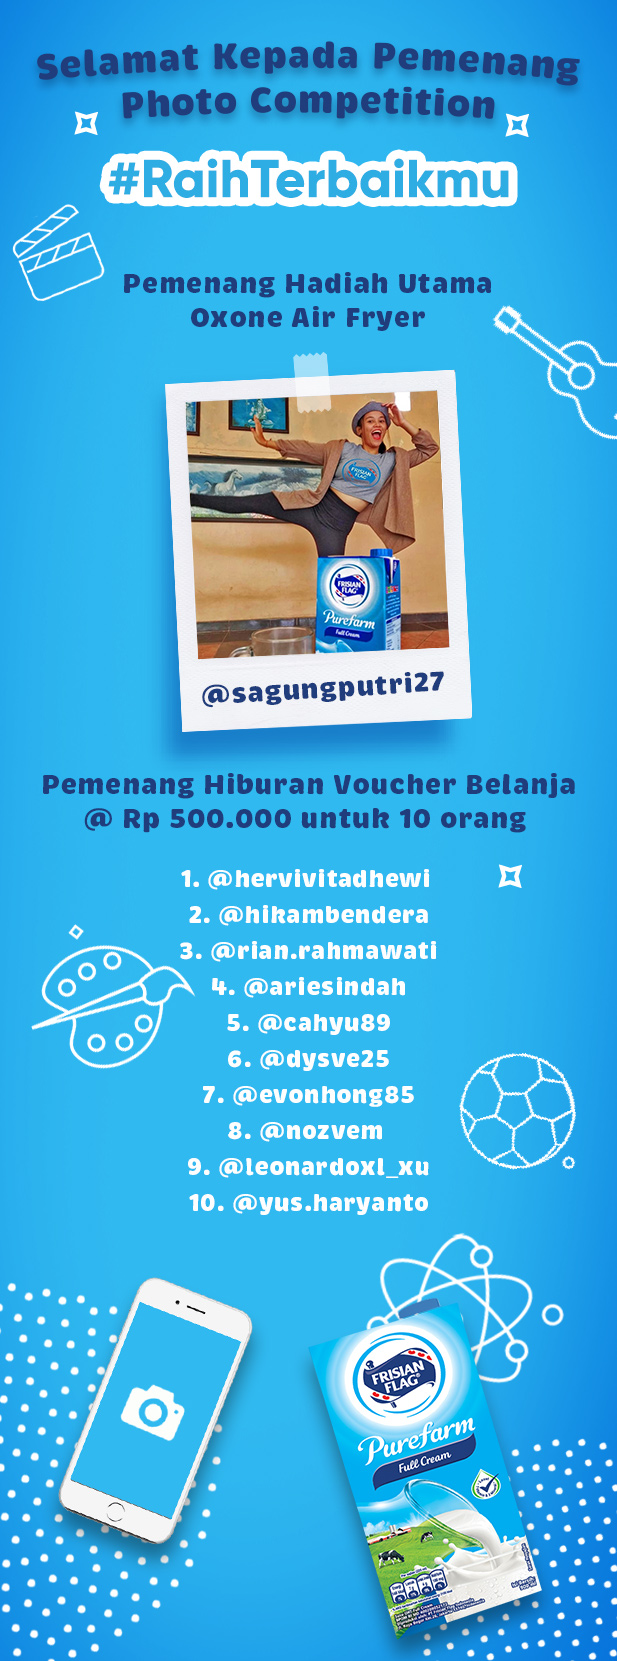 Selamat Kepada Pemenang
Photo Competition
#RaihTerbaikmu
Pemenang Hadiah Utama
Oxone Air Fryer
FRISIAN
FLAG
FRISIAN
FLAG
Purefarm
Full Cream
@sagungputri27
Pemenang Hiburan Voucher Belanja
@ Rp 500.000 untuk 10 orang
1. @hervivitadhewi
2. @hikambendera
3. @rian.rahmawati
4. @ariesindah
5. @cahyu89
6. @dysve25
7. @evonhong85
8. @nozvem
9. @leonardoxl_xu
10. @yus.haryanto
FRISIAN
FLAG®
Purefarm
Full Cream